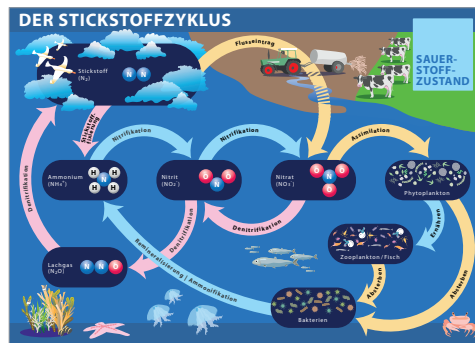 DER STICKSTOFFZYKLUS
SAUER-
STOFF-
ZUSTAND
Flusseintrag
Stickstoff
(N₂)
N N
Stickstoff-
fixierung
Nitrifikation
Nitrifikation
Assimilation
Denitrifikation
Ammonium
(NH₄⁺)
H H
N
H H
Nitrit
(NO₂⁻)
O O
N
Nitrat
(NO₃⁻)
O O
N
O
Phytoplankton
Denitrifikation
Denitrifikation
Ernähren
Zooplankton/Fisch
Lachgas
(N₂O)
N N O
Remineralisierung | Ammonifikation
Absterben
Absterben
Bakterien